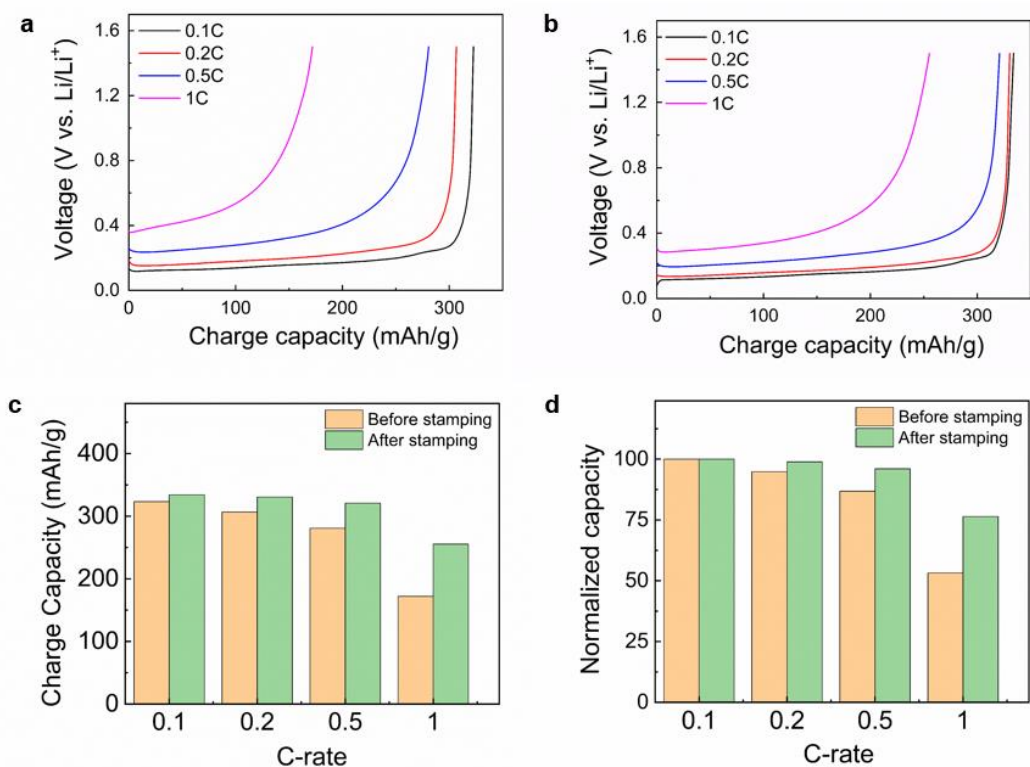 a
1.6
1.2
0.8
0.4
0.0
Voltage (V vs. Li/Li⁺)
0.1C
0.2C
0.5C
1C
0 100 200 300
Charge capacity (mAh/g)
b
1.6
1.2
0.8
0.4
0.0
Voltage (V vs. Li/Li⁺)
0.1C
0.2C
0.5C
1C
0 100 200 300
Charge capacity (mAh/g)
c
400
300
200
100
0
Charge Capacity (mAh/g)
Before stamping
After stamping
0.1 0.2 0.5 1
C-rate
d
100
75
50
25
0
Normalized capacity
Before stamping
After stamping
0.1 0.2 0.5 1
C-rate